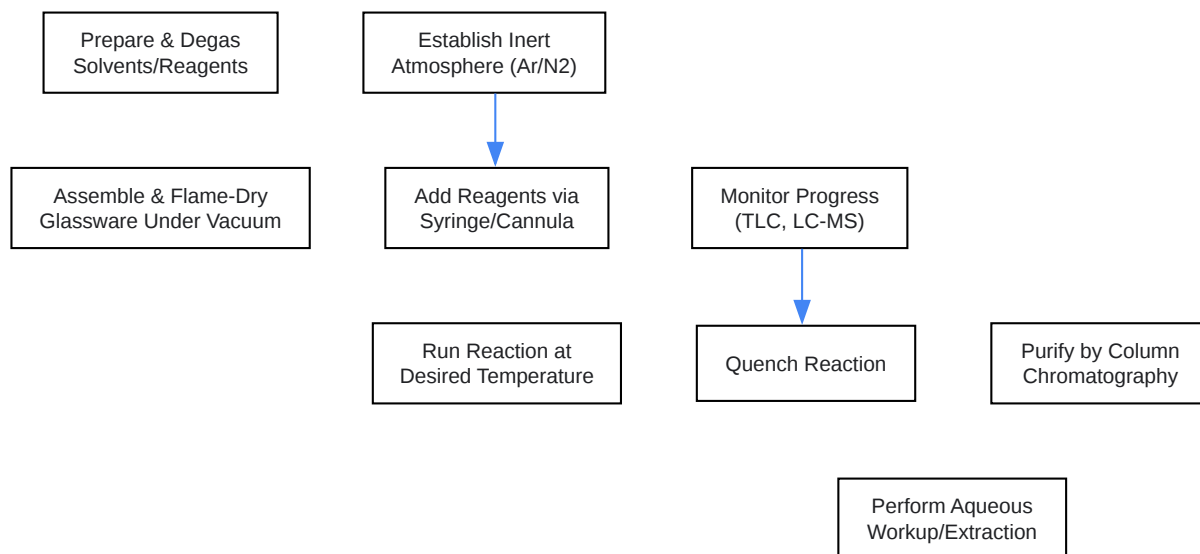 Prepare & Degas
Solvents/Reagents
Establish Inert
Atmosphere (Ar/N2)
Assemble & Flame-Dry
Glassware Under Vacuum
Add Reagents via
Syringe/Cannula
Monitor Progress
(TLC, LC-MS)
Run Reaction at
Desired Temperature
Quench Reaction
Purify by Column
Chromatography
Perform Aqueous
Workup/Extraction